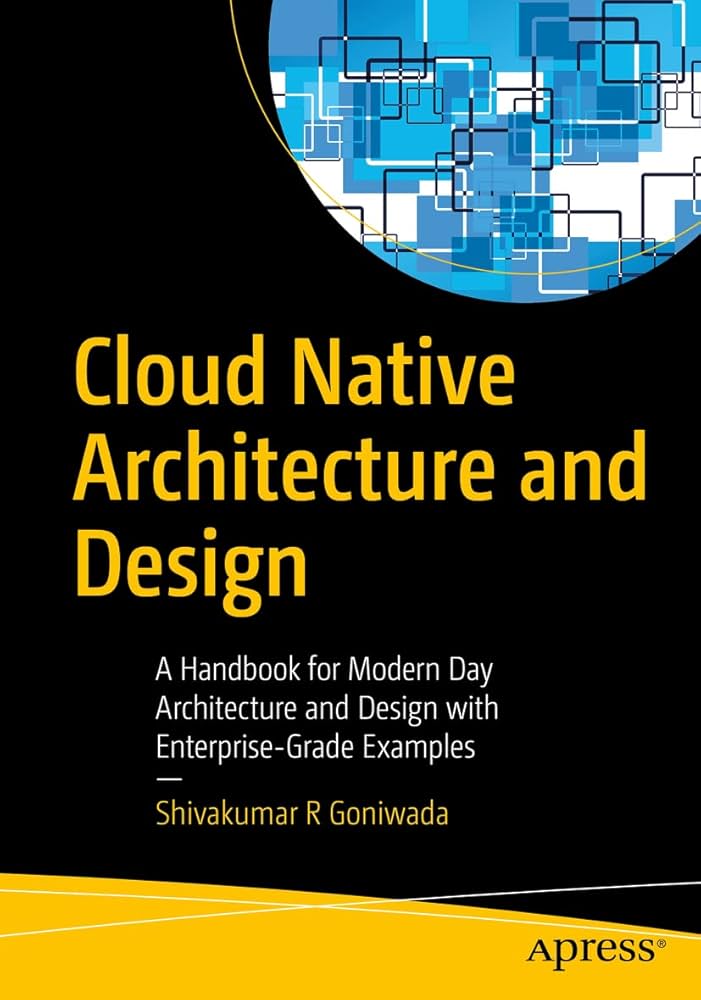 Cloud Native
Architecture and
Design
A Handbook for Modern Day
Architecture and Design with
Enterprise-Grade Examples
—
Shivakumar R Goniwada
Apress®